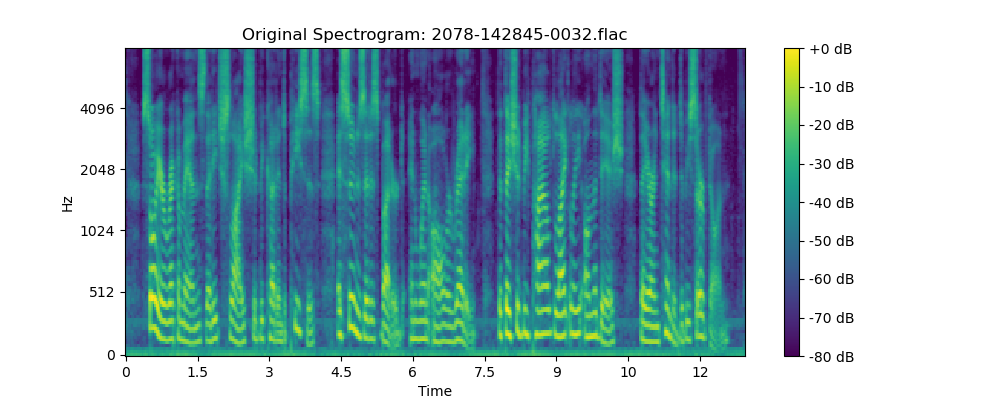 Original Spectrogram: 2078-142845-0032.flac
Hz
4096
2048
1024
512
0
0 1.5 3 4.5 6 7.5 9 10 12
Time
+0 dB
-10 dB
-20 dB
-30 dB
-40 dB
-50 dB
-60 dB
-70 dB
-80 dB